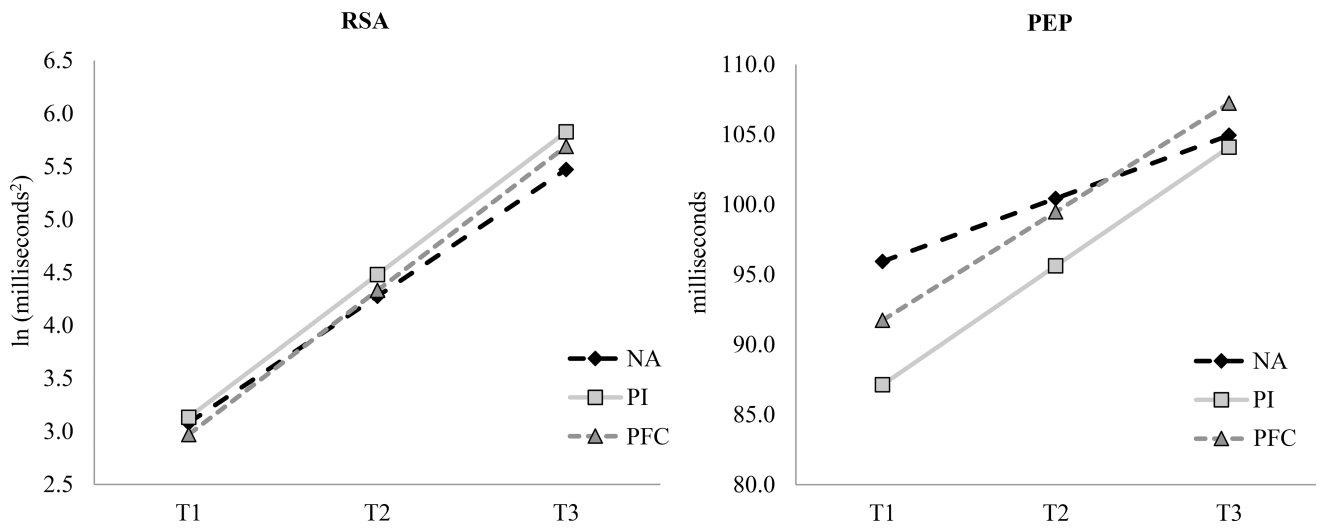 RSA
ln (milliseconds²)
6.5
6.0
5.5
5.0
4.5
4.0
3.5
3.0
2.5
T1 T2 T3
NA
PI
PFC
PEP
milliseconds
110.0
105.0
100.0
95.0
90.0
85.0
80.0
T1 T2 T3
NA
PI
PFC